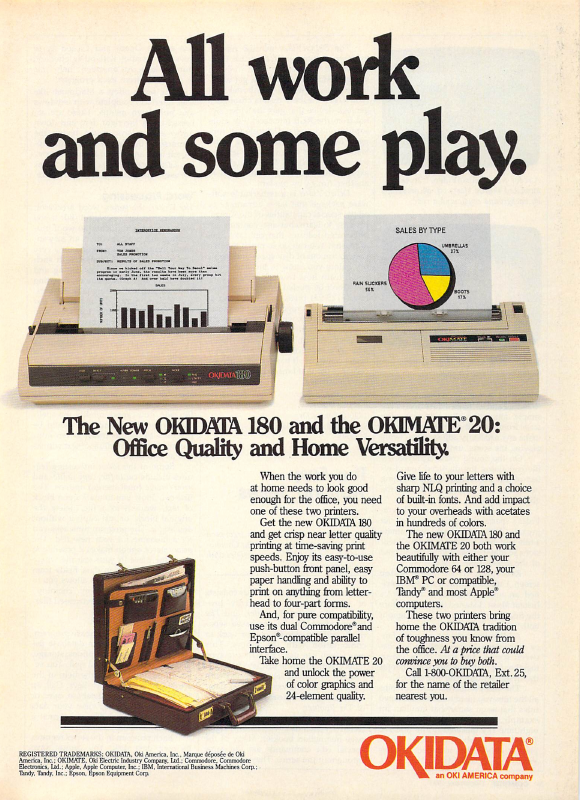 All work
and some play.
INTEROFFICE MEMORANDUM
TO: ALL STAFF
FROM: TOM JONES
SALES PROMOTION
SUBJECT: RESULTS OF SALES PROMOTION
SALES
SALES BY TYPE
UMBRELLAS
27%
RAIN SLICKERS
56%
BOOTS
17%
OKIDATA 180
OKIMATE 20
The New OKIDATA 180 and the OKIMATE® 20:
Office Quality and Home Versatility.
When the work you do
at home needs to look good
enough for the office, you need
one of these two printers.
Get the new OKIDATA 180
and get crisp near letter quality
printing at time-saving print
speeds. Enjoy its easy-to-use
push-button front panel, easy
paper handling and ability to
print on anything from letter-
head to four-part forms.
And, for pure compatibility,
use its dual Commodore® and
Epson®-compatible parallel
interface.
Take home the OKIMATE 20
and unlock the power
of color graphics and
24-element quality.
Give life to your letters with
sharp NLQ printing and a choice
of built-in fonts. And add impact
to your overheads with acetates
in hundreds of colors.
The new OKIDATA 180 and
the OKIMATE 20 both work
beautifully with either your
Commodore 64 or 128, your
IBM® PC or compatible,
Tandy® and most Apple®
computers.
These two printers bring
home the OKIDATA tradition
of toughness you know from
the office. At a price that could
convince you to buy both.
Call 1-800-OKIDATA, Ext. 25,
for the name of the retailer
nearest you.
REGISTERED TRADEMARKS: OKIDATA, Oki America, Inc., Marque déposée de Oki
America, Inc.; OKIMATE, Oki Electric Industry Company, Ltd.; Commodore, Commodore
Electronics, Ltd.; Apple, Apple Computer, Inc.; IBM, International Business Machines Corp.;
Tandy, Tandy, Inc.; Epson, Epson Equipment Corp.
OKIDATA®
an OKI AMERICA company